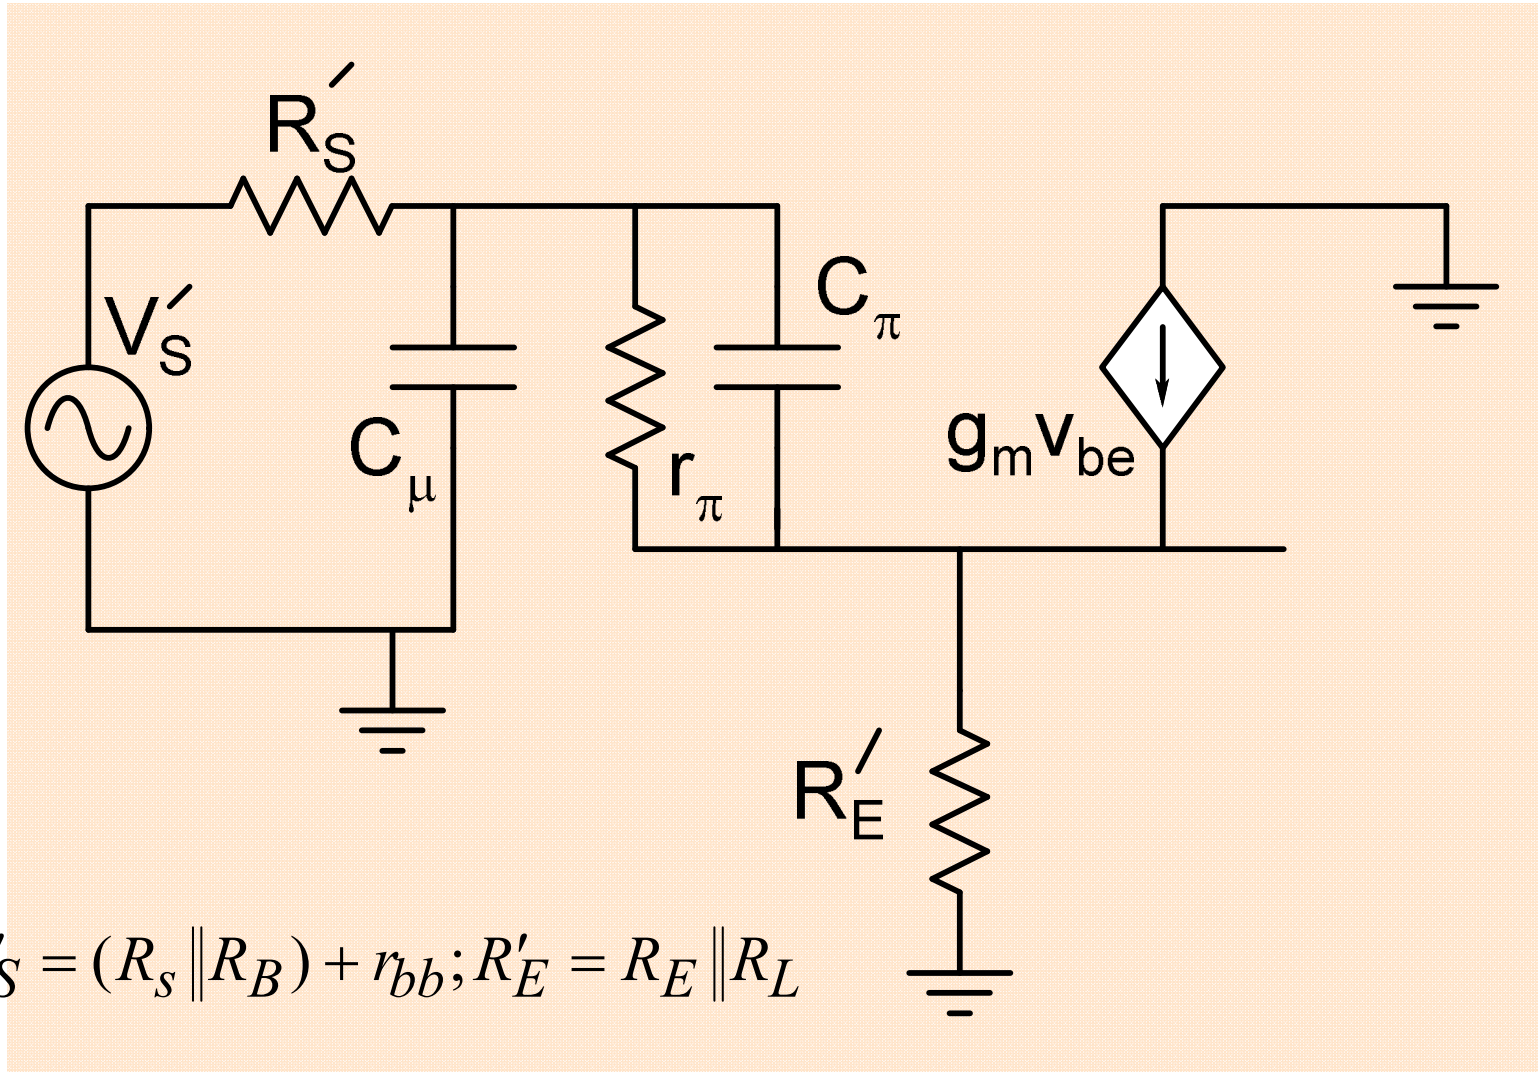 R′S
V′S
Cμ
rπ
Cπ
gmvbe
R′E
′S = (Rs||RB) + rbb; R′E = RE||RL